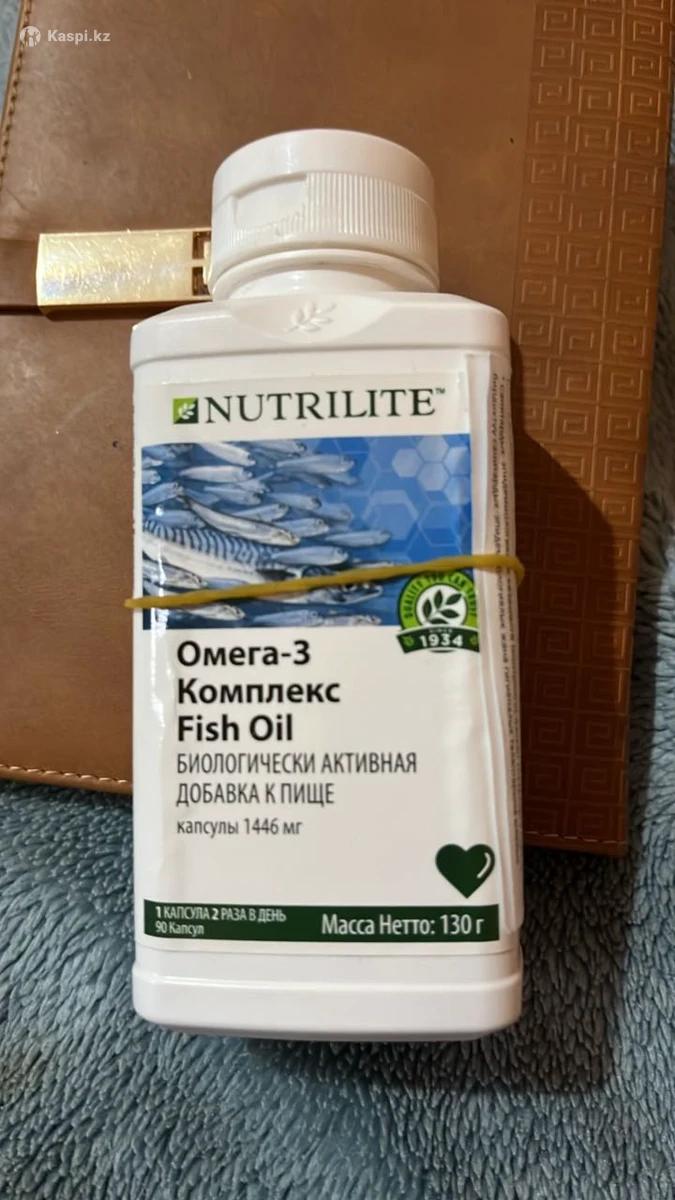 Kaspi.kz
NUTRILITE™
SINCE
1934
Омега-3
Комплекс
Fish Oil
БИОЛОГИЧЕСКИ АКТИВНАЯ
ДОБАВКА К ПИЩЕ
капсулы 1446 мг
1 КАПСУЛА 2 РАЗА В ДЕНЬ
90 Капсул
Масса Нетто: 130 г